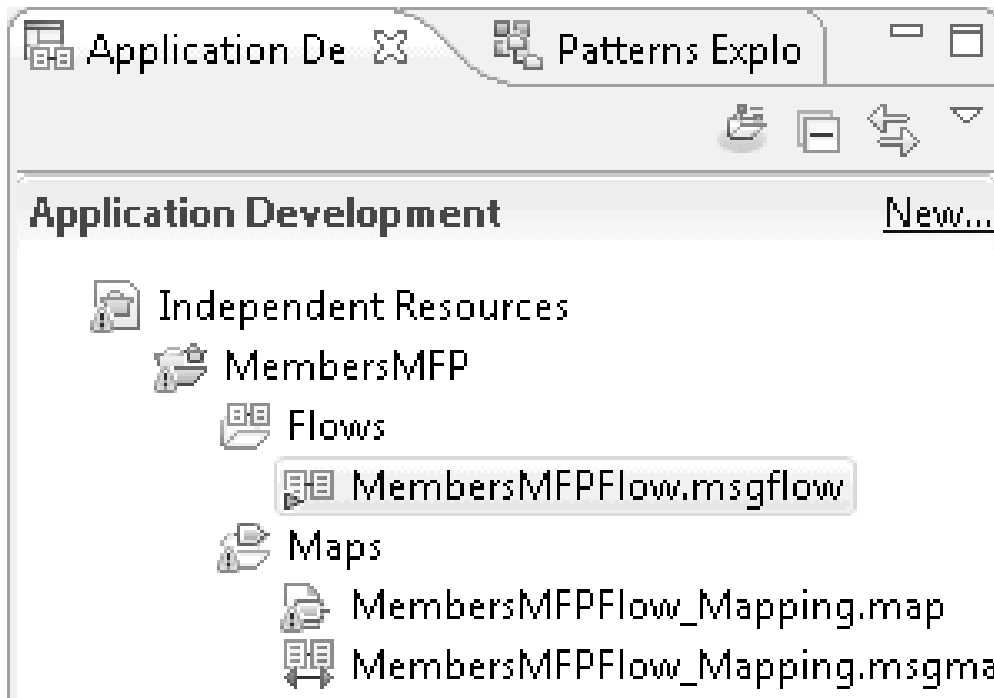 Application De Patterns Explo
Application Development New...
Independent Resources
MembersMFP
Flows
MembersMFPFlow.msgflow
Maps
MembersMFPFlow_Mapping.map
MembersMFPFlow_Mapping.msgma